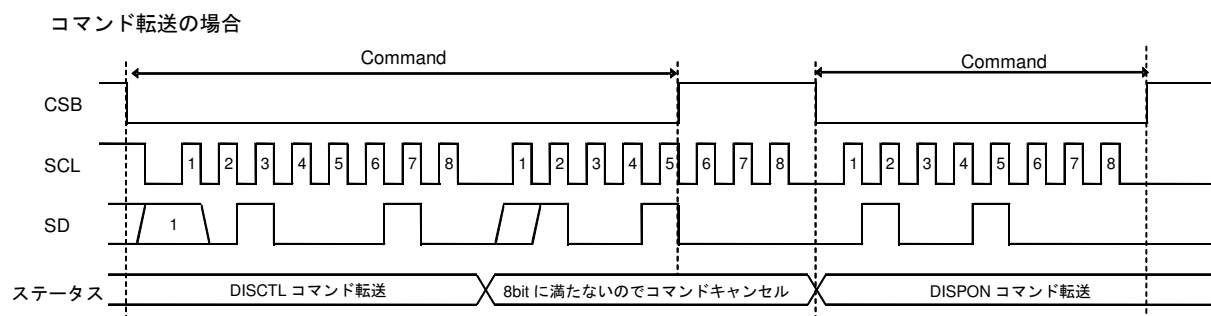 コマンド転送の場合
Command Command
CSB
SCL 1 2 3 4 5 6 7 8 1 2 3 4 5 6 7 8 1 2 3 4 5 6 7 8
SD 1
ステータス DISCTL コマンド転送 8bit に満たないのでコマンドキャンセル DISPON コマンド転送